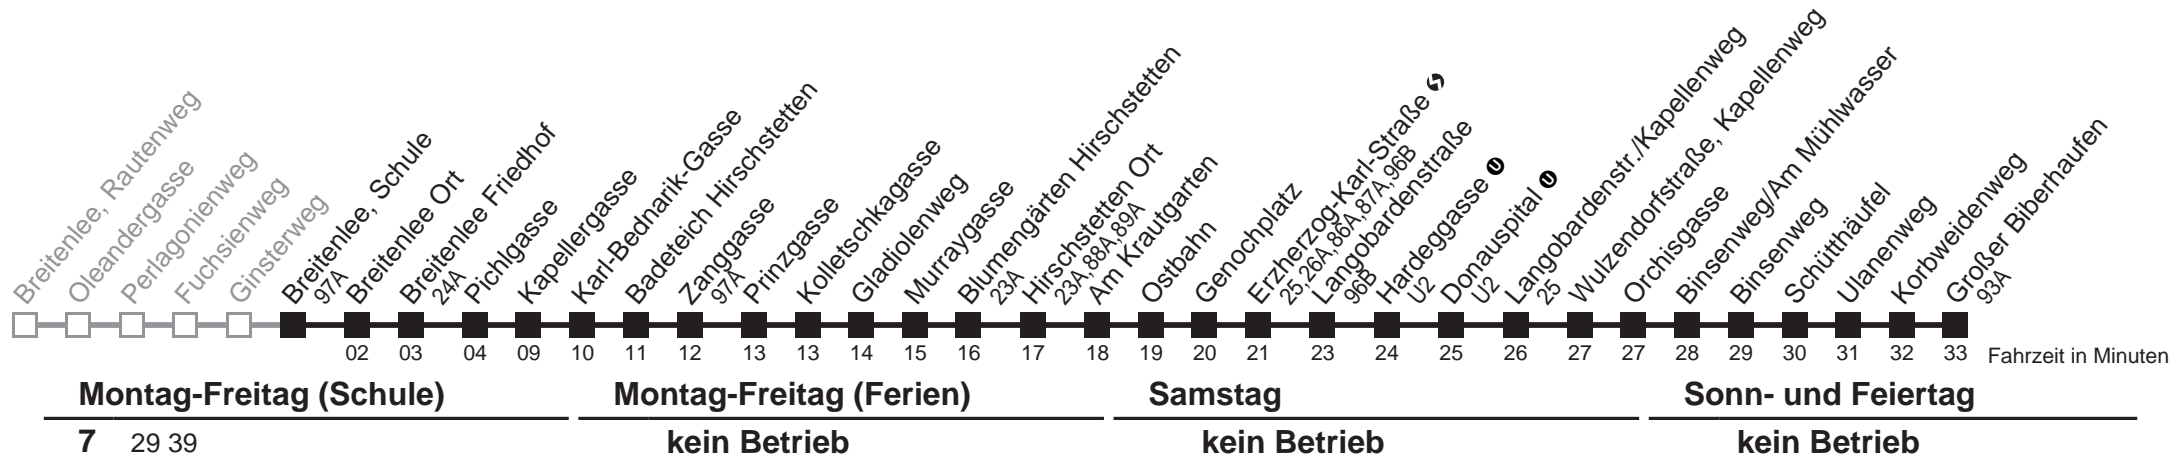 Breitenlee, Rautenweg
Oleandergasse
Perlagonienweg
Fuchsienweg
Ginsterweg
Breitenlee, Schule
97A
Breitenlee Ort
Breitenlee Friedhof
24A
Pichlgasse
Kapellergasse
Karl-Bednarik-Gasse
Badeteich Hirschstetten
Zanggasse
97A
Prinzgasse
Kolletschkagasse
Gladiolenweg
Murraygasse
Blumengärten Hirschstetten
23A
Hirschstetten Ort
23A,88A,89A
Am Krautgarten
Ostbahn
Genochplatz
Erzherzog-Karl-Straße
25,26A,86A,87A,96B
Langobardenstraße
96B
Hardeggasse U
U2
Donauspital U
U2
Langobardenstr./Kapellenweg
25
Wulzendorfstraße, Kapellenweg
Orchisgasse
Binsenweg/Am Mühlwasser
Binsenweg
Schütthäufel
Ulanenweg
Korbweidenweg
Großer Biberhaufen
93A
02 03 04 09 10 11 12 13 13 14 15 16 17 18 19 20 21 23 24 25 26 27 27 28 29 30 31 32 33 Fahrzeit in Minuten
Montag-Freitag (Schule) Montag-Freitag (Ferien) Samstag Sonn- und Feiertag
7 29 39 kein Betrieb kein Betrieb kein Betrieb